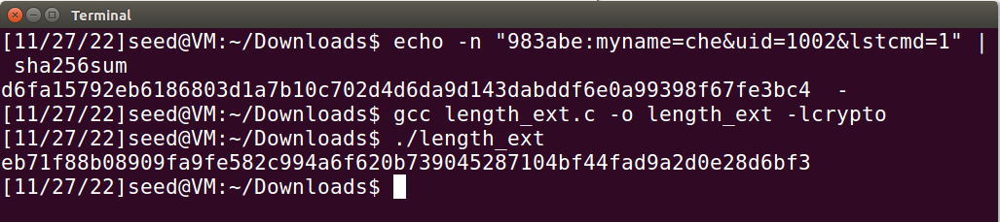 Terminal
[11/27/22]seed@VM:~/Downloads$ echo -n "983abe:myname=che&uid=1002&lstcmd=1" |
sha256sum
d6fa15792eb6186803d1a7b10c702d4d6da9d143dabddf6e0a99398f67fe3bc4  -
[11/27/22]seed@VM:~/Downloads$ gcc length_ext.c -o length_ext -lcrypto
[11/27/22]seed@VM:~/Downloads$ ./length_ext
eb71f88b08909fa9fe582c994a6f620b739045287104bf44fad9a2d0e28d6bf3
[11/27/22]seed@VM:~/Downloads$